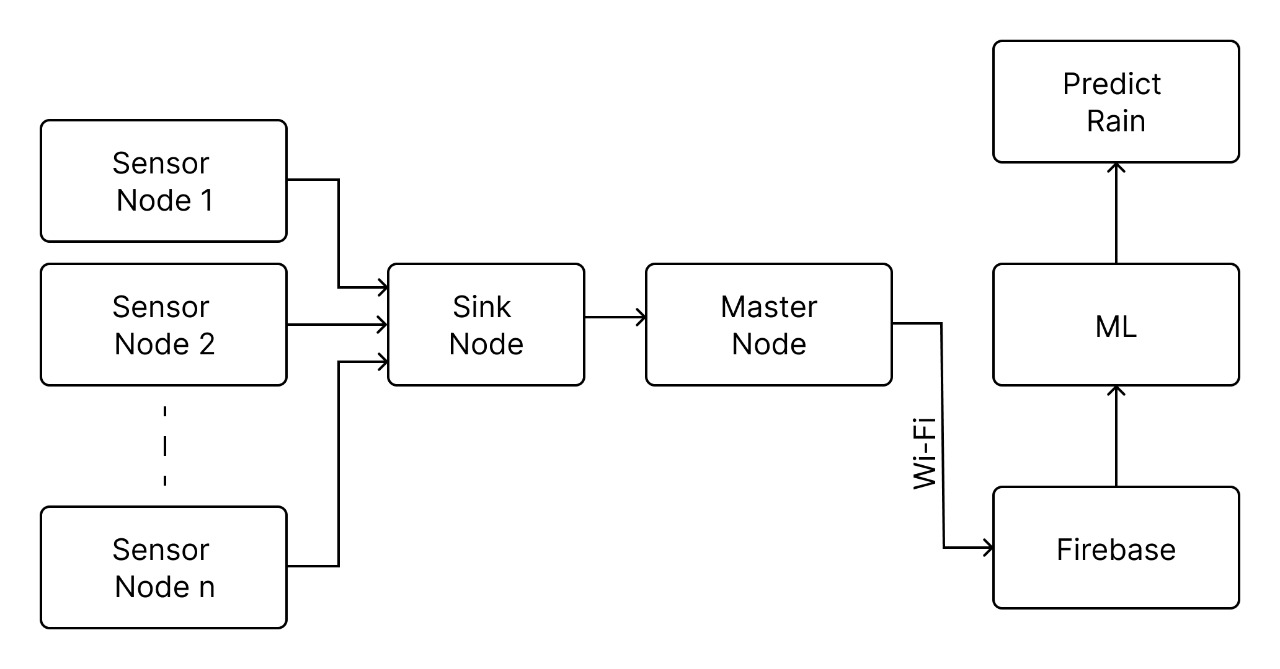 Sensor
Node 1
Sensor
Node 2
Sensor
Node n
Sink
Node
Master
Node
Wi-Fi
Firebase
ML
Predict
Rain